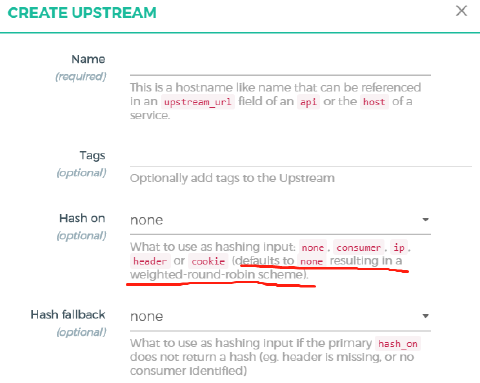 CREATE UPSTREAM
Name
(required)
This is a hostname like name that can be referenced
in an upstream_url field of an api or the host of a
service.
Tags
(optional)
Optionally add tags to the Upstream
Hash on
(optional)
none
What to use as hashing input: none, consumer, ip,
header or cookie (defaults to none resulting in a
weighted-round-robin scheme).
Hash fallback
(optional)
none
What to use as hashing input if the primary hash_on
does not return a hash (eg. header is missing, or no
consumer identified)